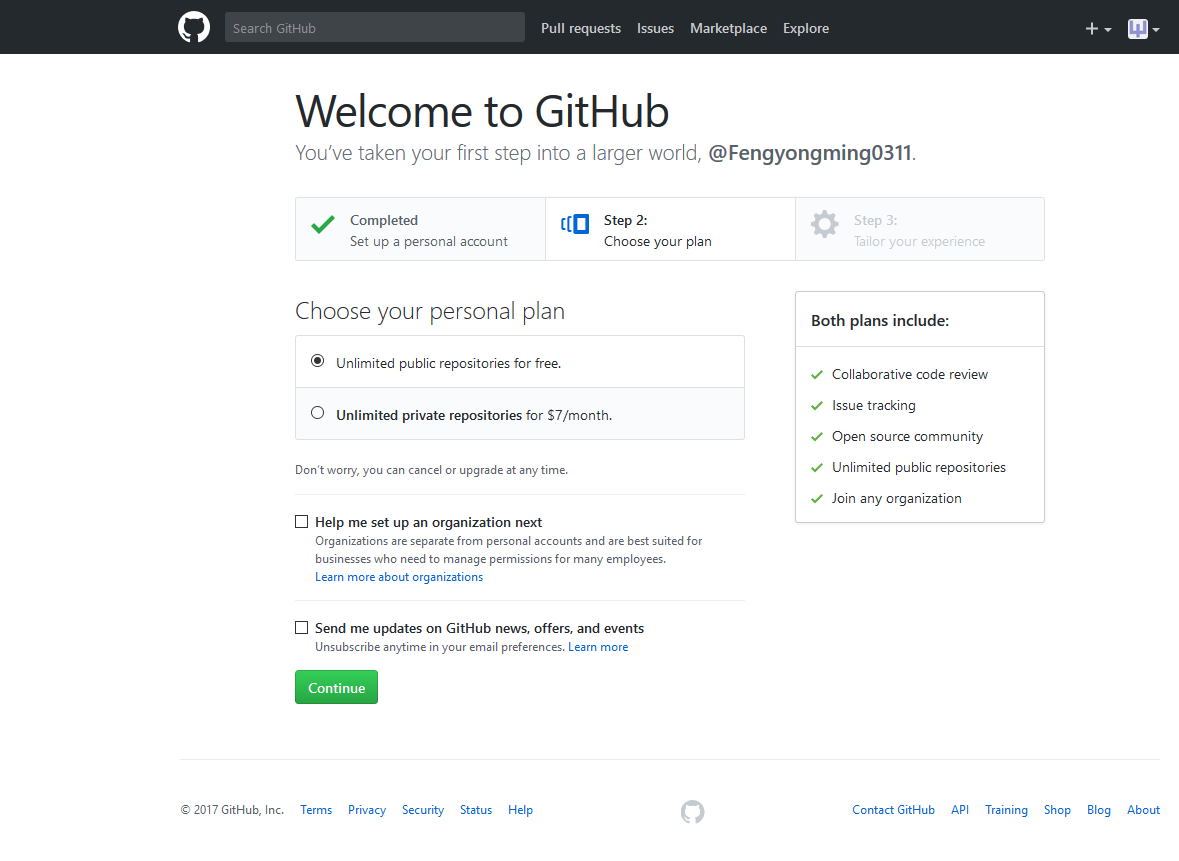 Search GitHub Pull requests Issues Marketplace Explore
Welcome to GitHub
You’ve taken your first step into a larger world, @Fengyongming0311.
Completed
Set up a personal account
Step 2:
Choose your plan
Step 3:
Tailor your experience
Choose your personal plan
Unlimited public repositories for free.
Unlimited private repositories for $7/month.
Don’t worry, you can cancel or upgrade at any time.
Help me set up an organization next
Organizations are separate from personal accounts and are best suited for
businesses who need to manage permissions for many employees.
Learn more about organizations
Send me updates on GitHub news, offers, and events
Unsubscribe anytime in your email preferences. Learn more
Continue
Both plans include:
Collaborative code review
Issue tracking
Open source community
Unlimited public repositories
Join any organization
© 2017 GitHub, Inc. Terms Privacy Security Status Help Contact GitHub API Training Shop Blog About